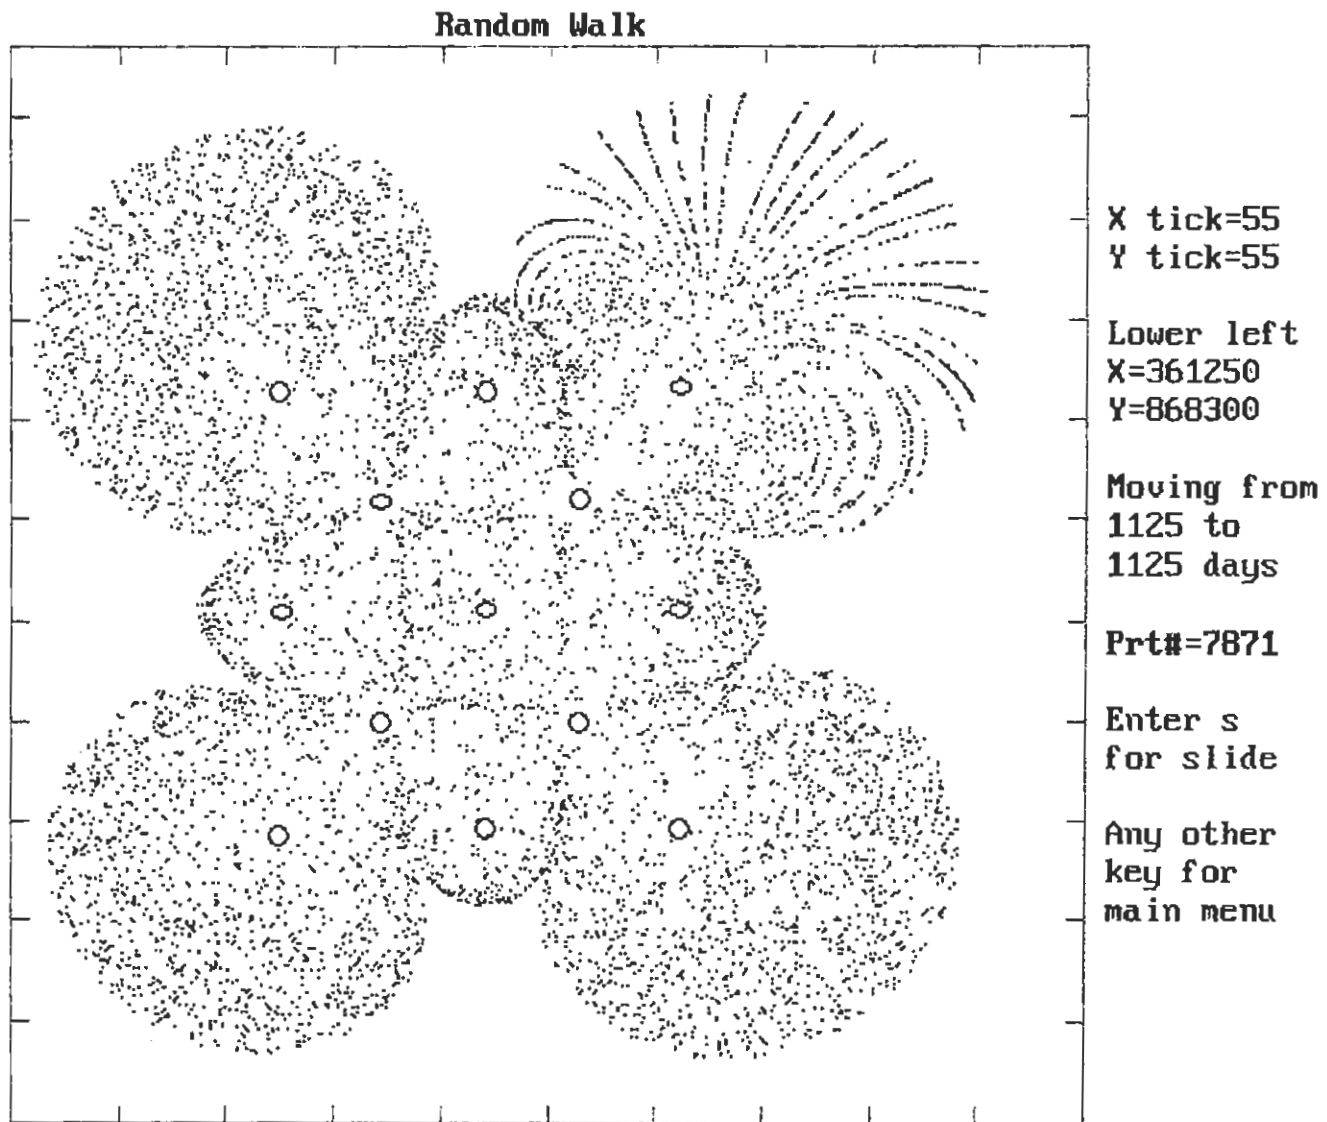 Random Walk
X tick=55
Y tick=55
Lower left
X=361250
Y=868300
Moving from
1125 to
1125 days
Prt#=7871
Enter s
for slide
Any other
key for
main menu